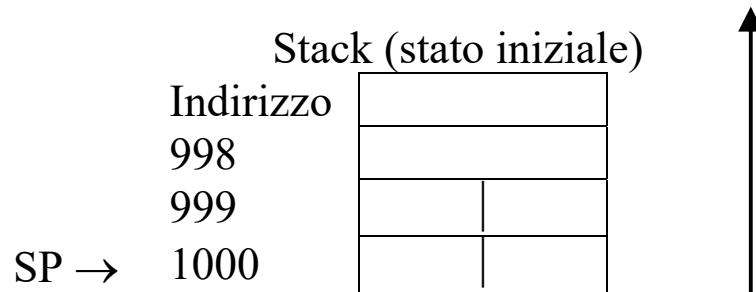 Stack (stato iniziale)
Indirizzo
998
999
SP → 1000